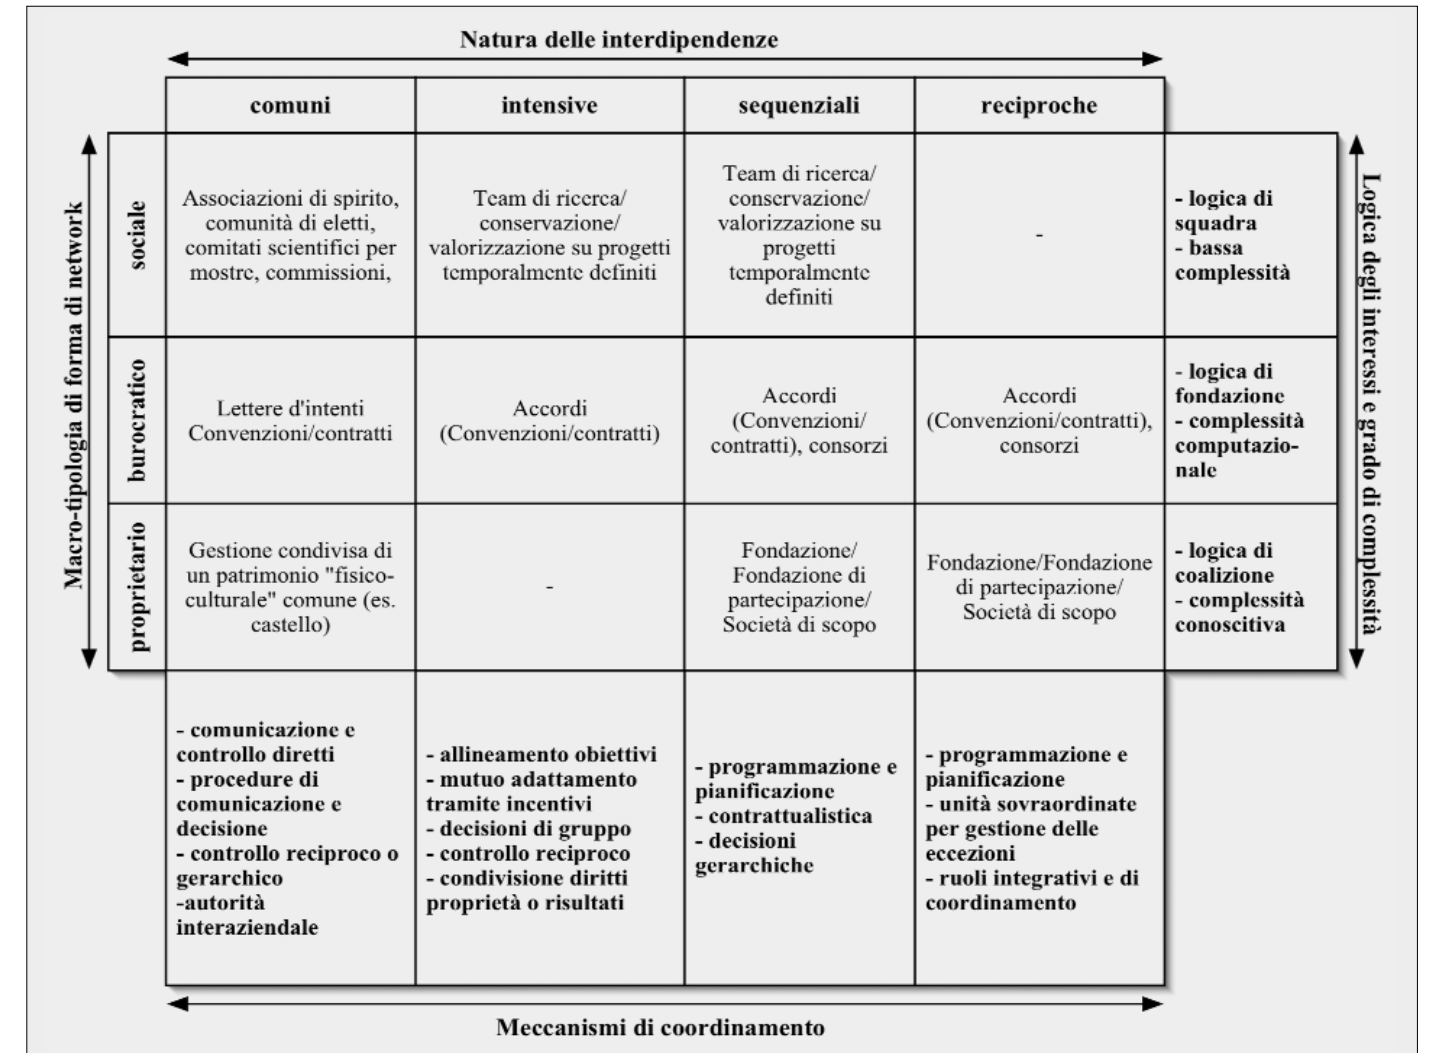 Natura delle interdipendenze
comuni
intensive
sequenziali
reciproche
Macro-tipologia di forma di network
Logica degli interessi e grado di complessità
sociale
Associazioni di spirito,
comunità di eletti,
comitati scientifici per
mostre, commissioni,
Team di ricerca/
conservazione/
valorizzazione su progetti
temporalmente definiti
Team di ricerca/
conservazione/
valorizzazione su
progetti
temporalmente
definiti
-
- logica di
squadra
- bassa
complessità
burocratico
Lettere d'intenti
Convenzioni/contratti
Accordi
(Convenzioni/contratti)
Accordi
(Convenzioni/
contratti), consorzi
Accordi
(Convenzioni/contratti),
consorzi
- logica di
fondazione
- complessità
computazio-
nale
proprietario
Gestione condivisa di
un patrimonio "fisico-
culturale" comune (es.
castello)
-
Fondazione/
Fondazione di
partecipazione/
Società di scopo
Fondazione/Fondazione
di partecipazione/
Società di scopo
- logica di
coalizione
- complessità
conoscitiva
- comunicazione e
controllo diretti
- procedure di
comunicazione e
decisione
- controllo reciproco o
gerarchico
-autorità
interaziendale
- allineamento obiettivi
- mutuo adattamento
tramite incentivi
- decisioni di gruppo
- controllo reciproco
- condivisione diritti
proprietà o risultati
- programmazione e
pianificazione
- contrattualistica
- decisioni
gerarchiche
- programmazione e
pianificazione
- unità sovraordinate
per gestione delle
eccezioni
- ruoli integrativi e di
coordinamento
Meccanismi di coordinamento